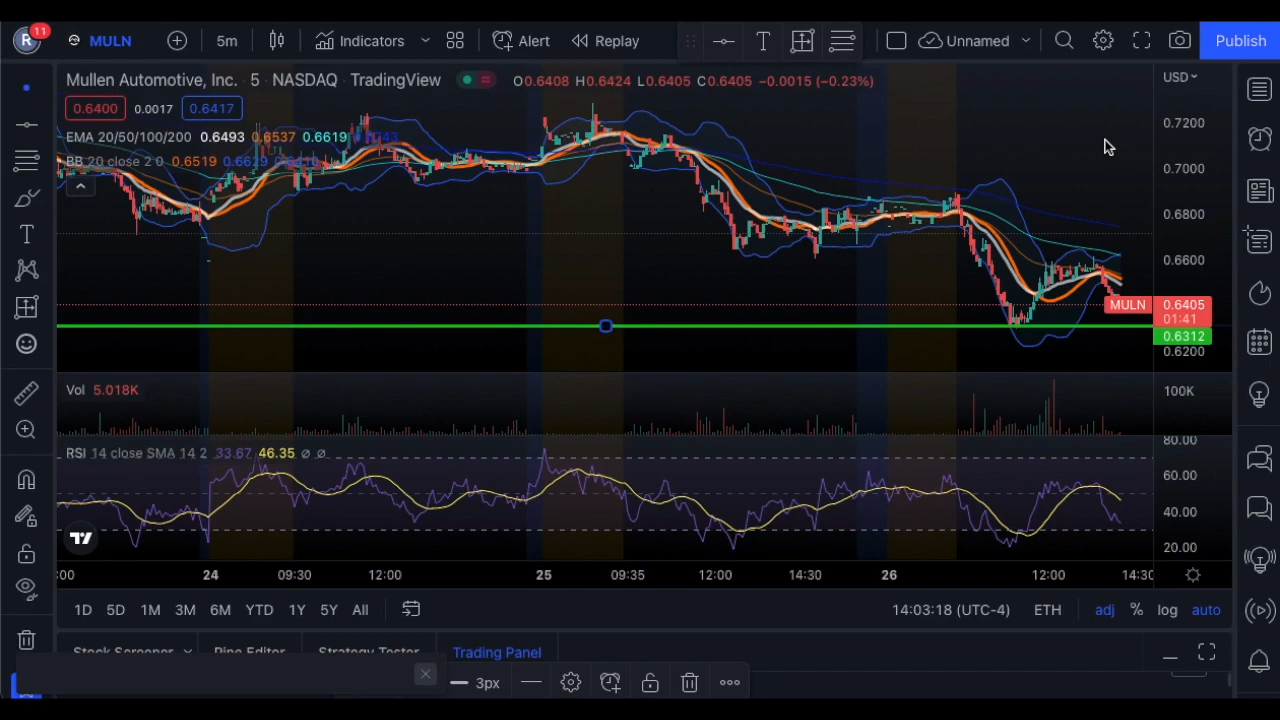 R 11 MULN 5m Indicators Alert Replay Unnamed Publish
Mullen Automotive, Inc. · 5 · NASDAQ · TradingView O0.6408 H0.6424 L0.6405 C0.6405 −0.0015 (−0.23%)
USD
0.6400 0.0017 0.6417
0.7200
EMA 20/50/100/200 0.6493 0.6537 0.6619
BB 20 close 2 0 0.6519 0.6629
0.7000
0.6800
0.6600
MULN 0.6405
01:41
0.6312
0.6200
Vol 5.018K
100K
80.00
RSI 14 close SMA 14 2 33.67 46.35 ∅ ∅
60.00
40.00
20.00
:00 24 09:30 12:00 25 09:35 12:00 14:30 26 12:00 14:30
1D 5D 1M 3M 6M YTD 1Y 5Y All 14:03:18 (UTC-4) ETH adj % log auto
Stock Screener Pine Editor Strategy Tester Trading Panel
3px